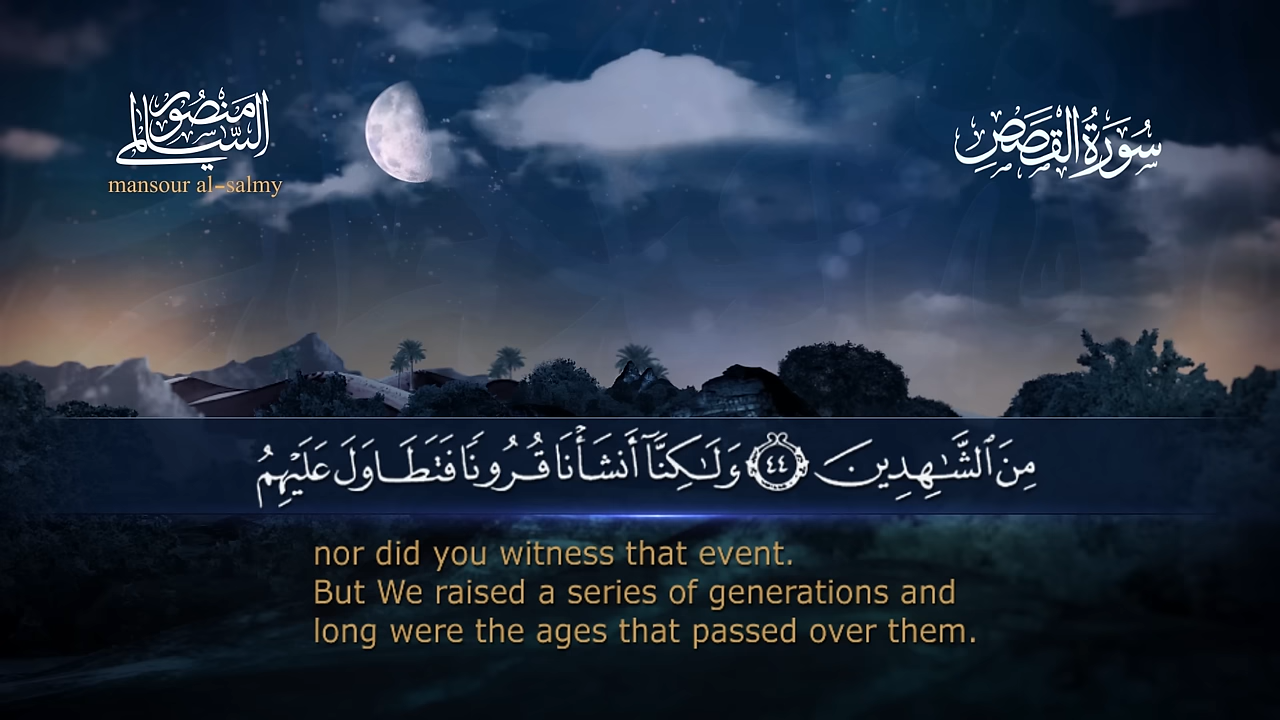 منصور السالمي
mansour al-salmy
سُورَةُ القَصَصِ
مِنَ ٱلشَّـٰهِدِينَ ٤٤ وَلَـٰكِنَّآ أَنشَأْنَا قُرُونًا فَتَطَاوَلَ عَلَيْهِمُ
nor did you witness that event.
But We raised a series of generations and
long were the ages that passed over them.